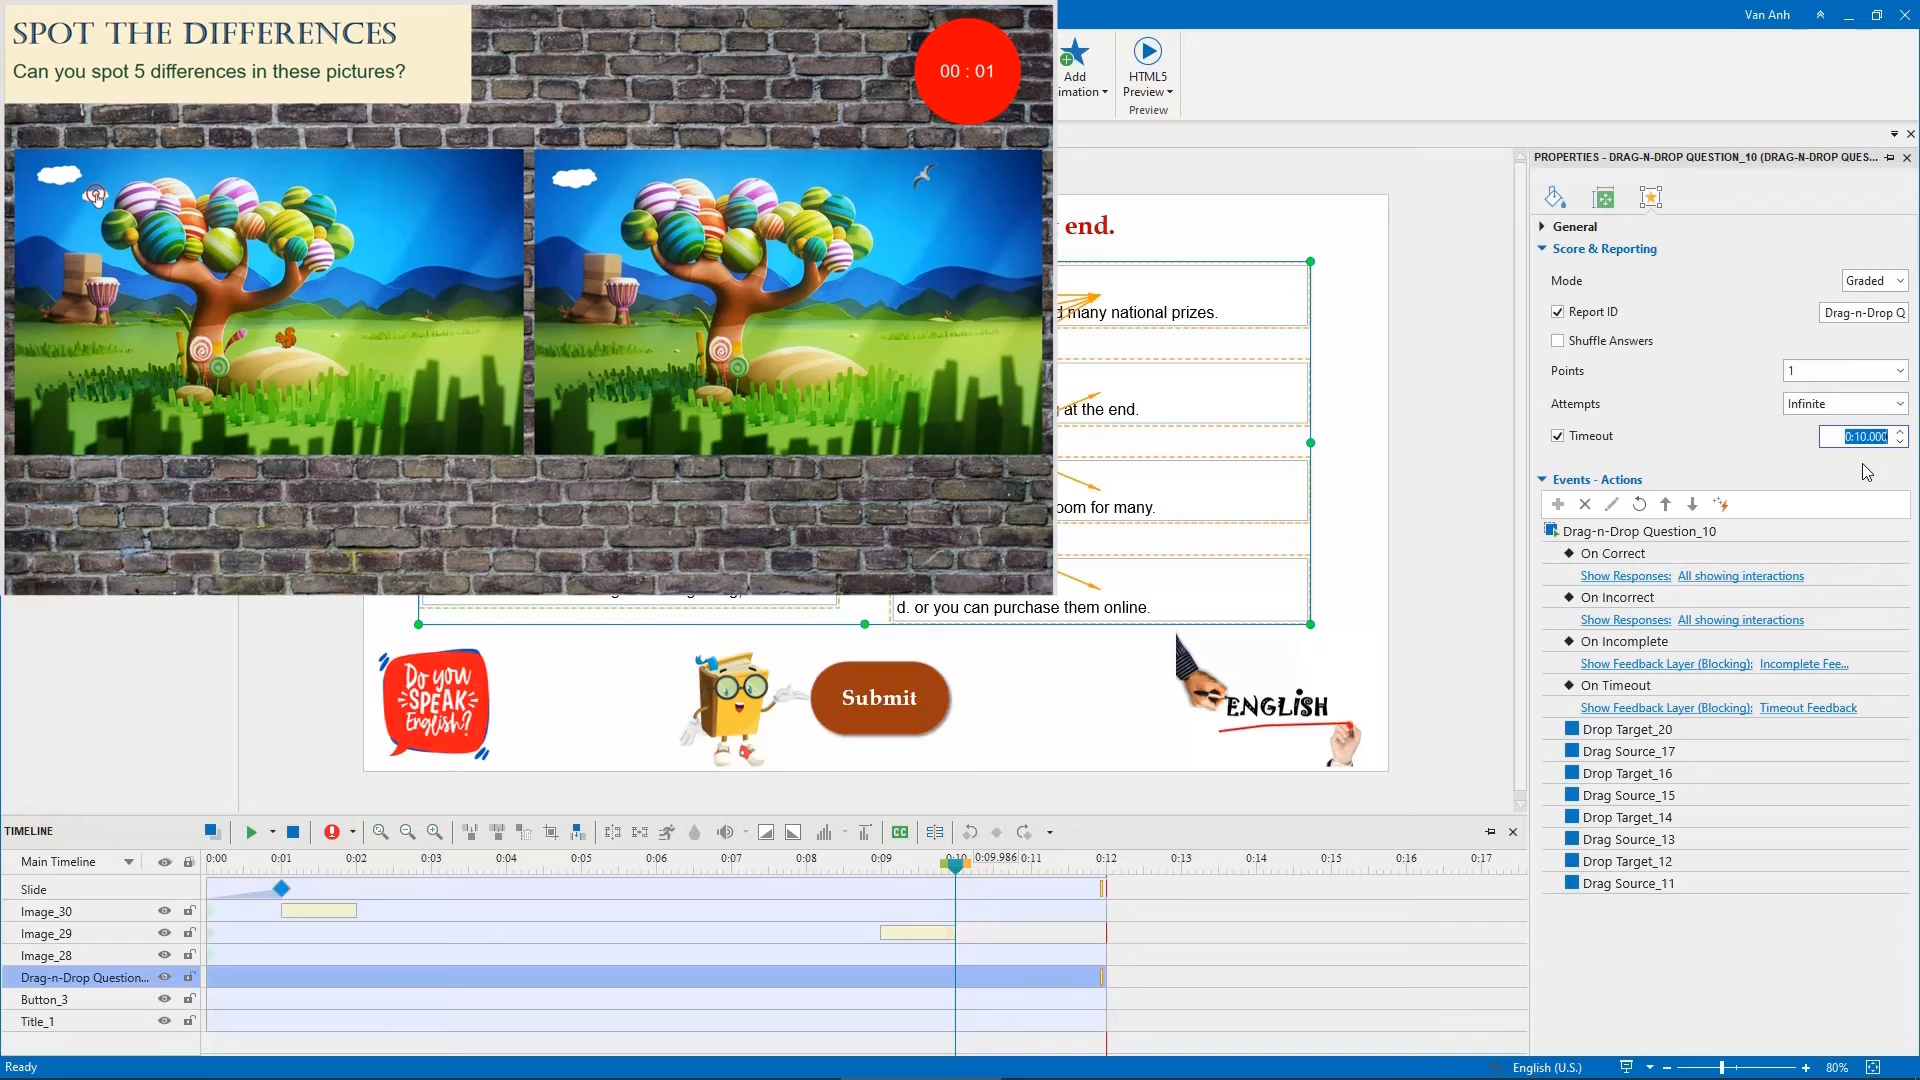 SPOT THE DIFFERENCES
Can you spot 5 differences in these pictures?
00 : 01
Van Anh
Add
imation
HTML5
Preview
Preview
end.
many national prizes.
at the end.
oom for many.
d. or you can purchase them online.
Do you
SPEAK
English?
Submit
ENGLISH
PROPERTIES - DRAG-N-DROP QUESTION_10 (DRAG-N-DROP QUES...
General
Score & Reporting
Mode
Graded
Report ID
Drag-n-Drop Q
Shuffle Answers
Points
1
Attempts
Infinite
Timeout
0:10.000
Events - Actions
Drag-n-Drop Question_10
On Correct
Show Responses: All showing interactions
On Incorrect
Show Responses: All showing interactions
On Incomplete
Show Feedback Layer (Blocking): Incomplete Fee...
On Timeout
Show Feedback Layer (Blocking): Timeout Feedback
Drop Target_20
Drag Source_17
Drop Target_16
Drag Source_15
Drop Target_14
Drag Source_13
Drop Target_12
Drag Source_11
TIMELINE
CC
Main Timeline
0:00 0:01 0:02 0:03 0:04 0:05 0:06 0:07 0:08 0:09 0:10 0:09.986 0:11 0:12 0:13 0:14 0:15 0:16 0:17
Slide
Image_30
Image_29
Image_28
Drag-n-Drop Question...
Button_3
Title_1
Ready
English (U.S.)
80%